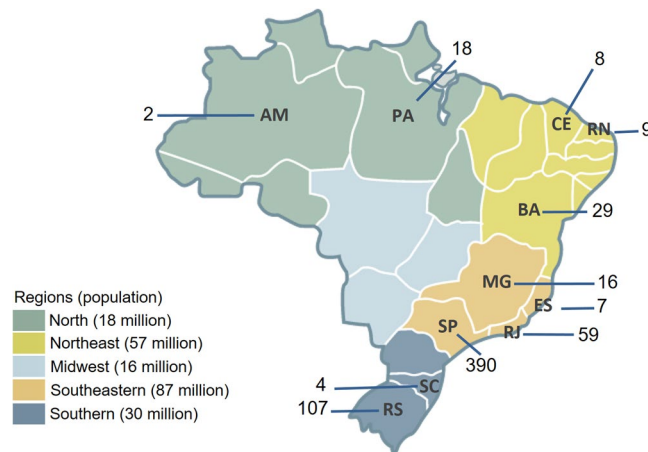 18
8
2
AM
PA
CE
RN
9
BA
29
MG
16
ES
7
SP
RJ
59
390
4
SC
107
RS
Regions (population)
North (18 million)
Northeast (57 million)
Midwest (16 million)
Southeastern (87 million)
Southern (30 million)